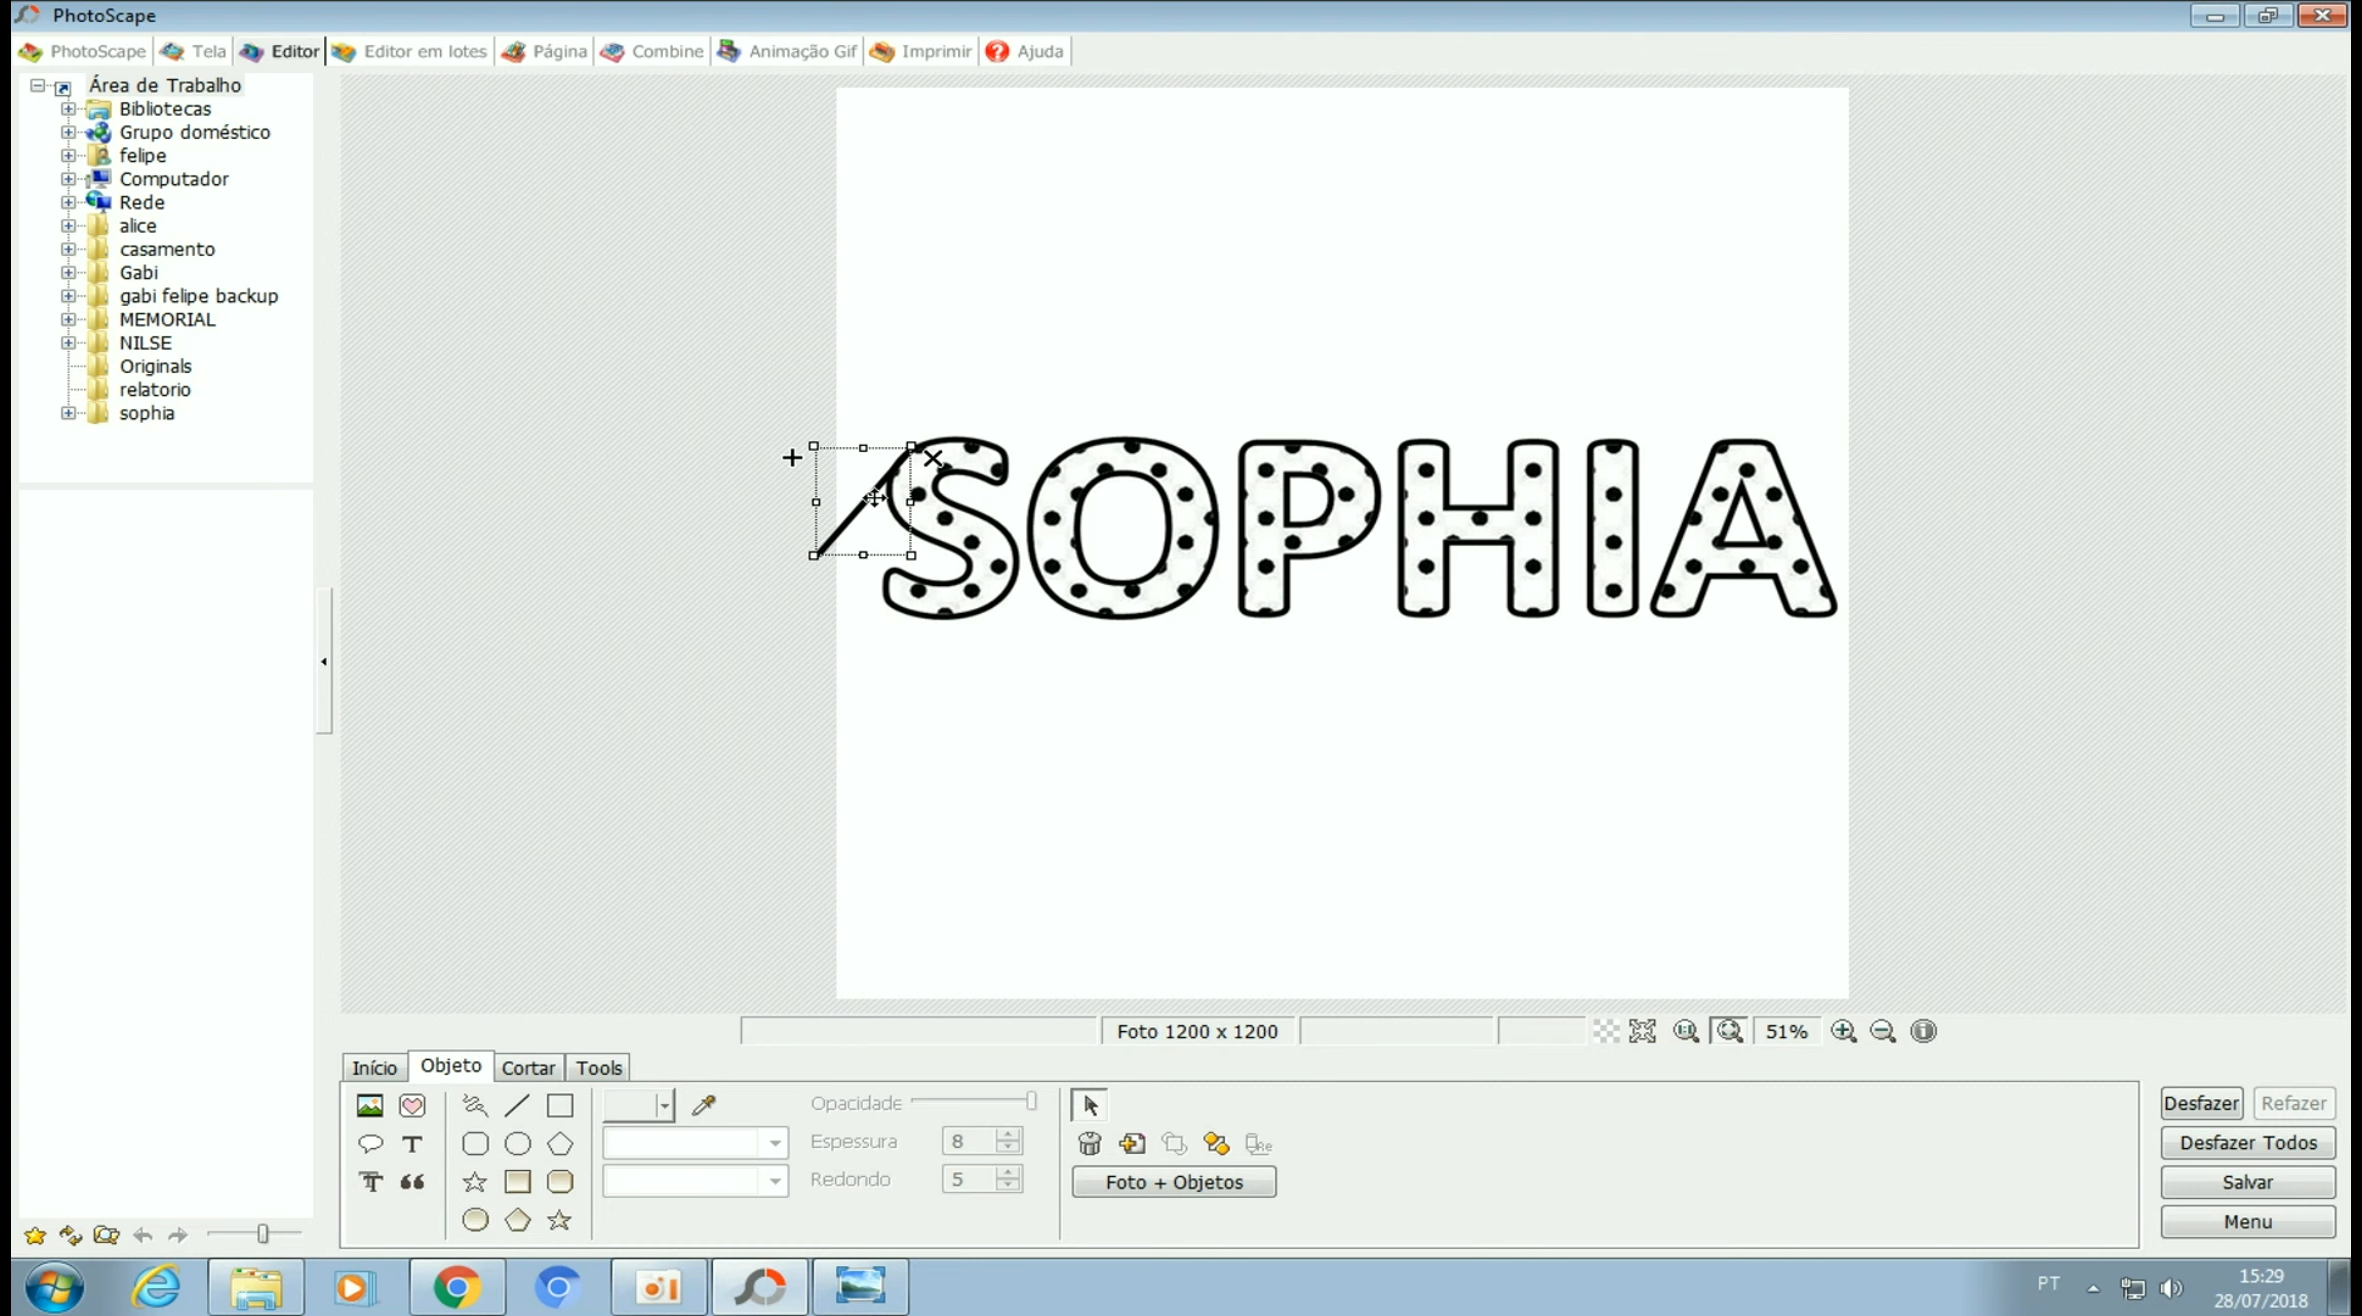 PhotoScape
PhotoScape Tela Editor Editor em lotes Página Combine Animação Gif Imprimir Ajuda
Área de Trabalho
Bibliotecas
Grupo doméstico
felipe
Computador
Rede
alice
casamento
Gabi
gabi felipe backup
MEMORIAL
NILSE
Originals
relatorio
sophia
SOPHIA
Foto 1200 x 1200 51%
Início Objeto Cortar Tools
Opacidade
Espessura 8
Redondo 5
Foto + Objetos
Desfazer Refazer
Desfazer Todos
Salvar
Menu
PT
15:29
28/07/2018